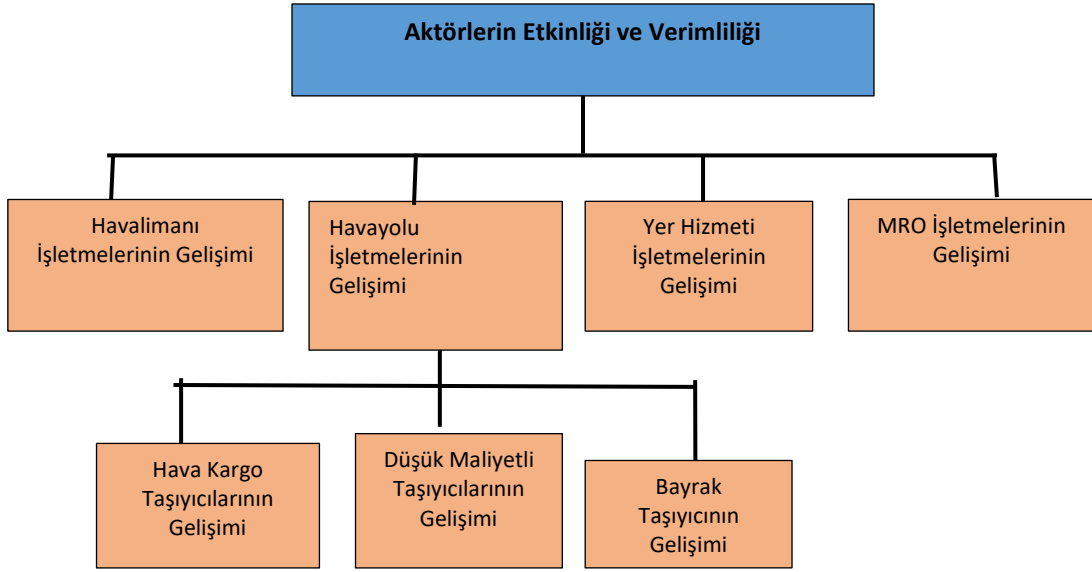 Aktörlerin Etkinliği ve Verimliliği
Havalimanı
İşletmelerinin Gelişimi
Havayolu
İşletmelerinin
Gelişimi
Yer Hizmeti
İşletmelerinin
Gelişimi
MRO İşletmelerinin
Gelişimi
Hava Kargo
Taşıyıcılarının
Gelişimi
Düşük Maliyetli
Taşıyıcılarının
Gelişimi
Bayrak
Taşıyıcının
Gelişimi